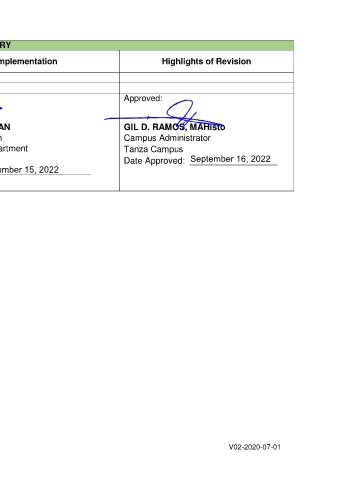 RY
mplementation Highlights of Revision
Approved:
AN GIL D. RAMOS, MAHisto
n Campus Administrator
artment Tanza Campus
Date Approved: September 16, 2022
ember 15, 2022
V02-2020-07-01